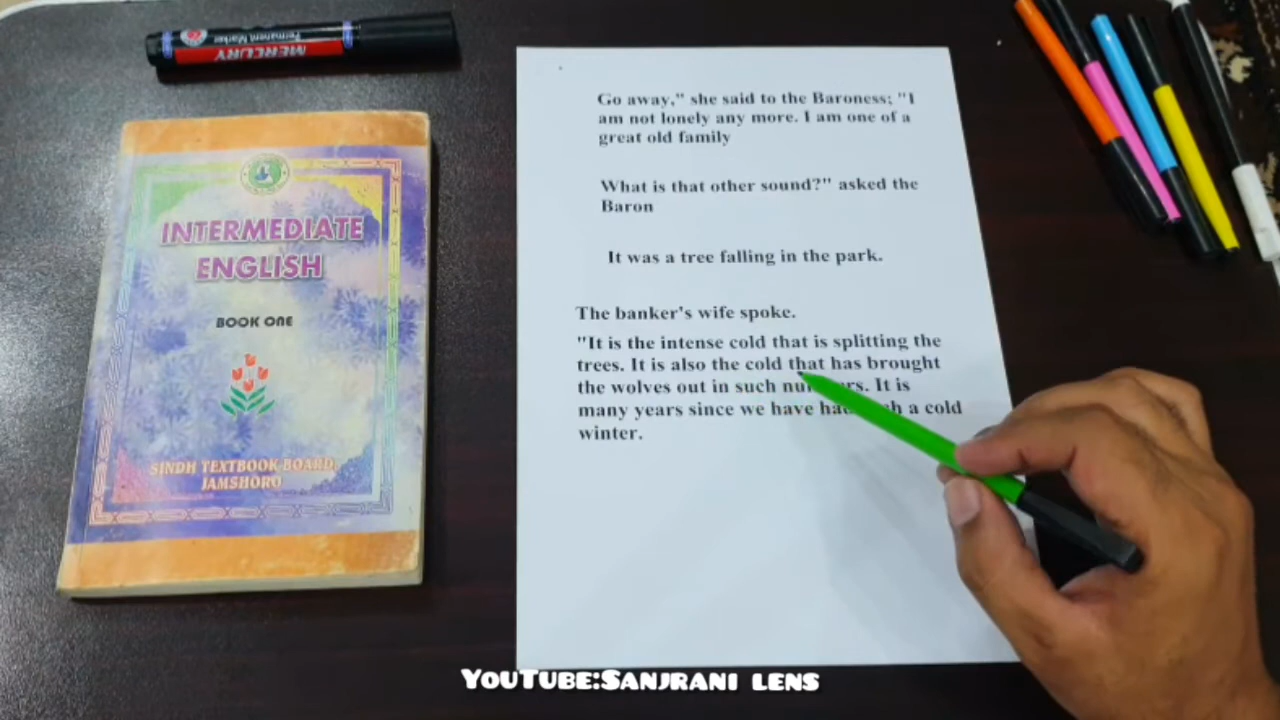 MERCURY
Permanent Marker
INTERMEDIATE
ENGLISH
BOOK ONE
SINDH TEXTBOOK BOARD,
JAMSHORO
Go away," she said to the Baroness; "I
am not lonely any more. I am one of a
great old family
What is that other sound?" asked the
Baron
It was a tree falling in the park.
The banker's wife spoke.
"It is the intense cold that is splitting the
trees. It is also the cold that has brought
the wolves out in such It is
many years since we have a cold
winter.
YouTube:Sanjrani lens